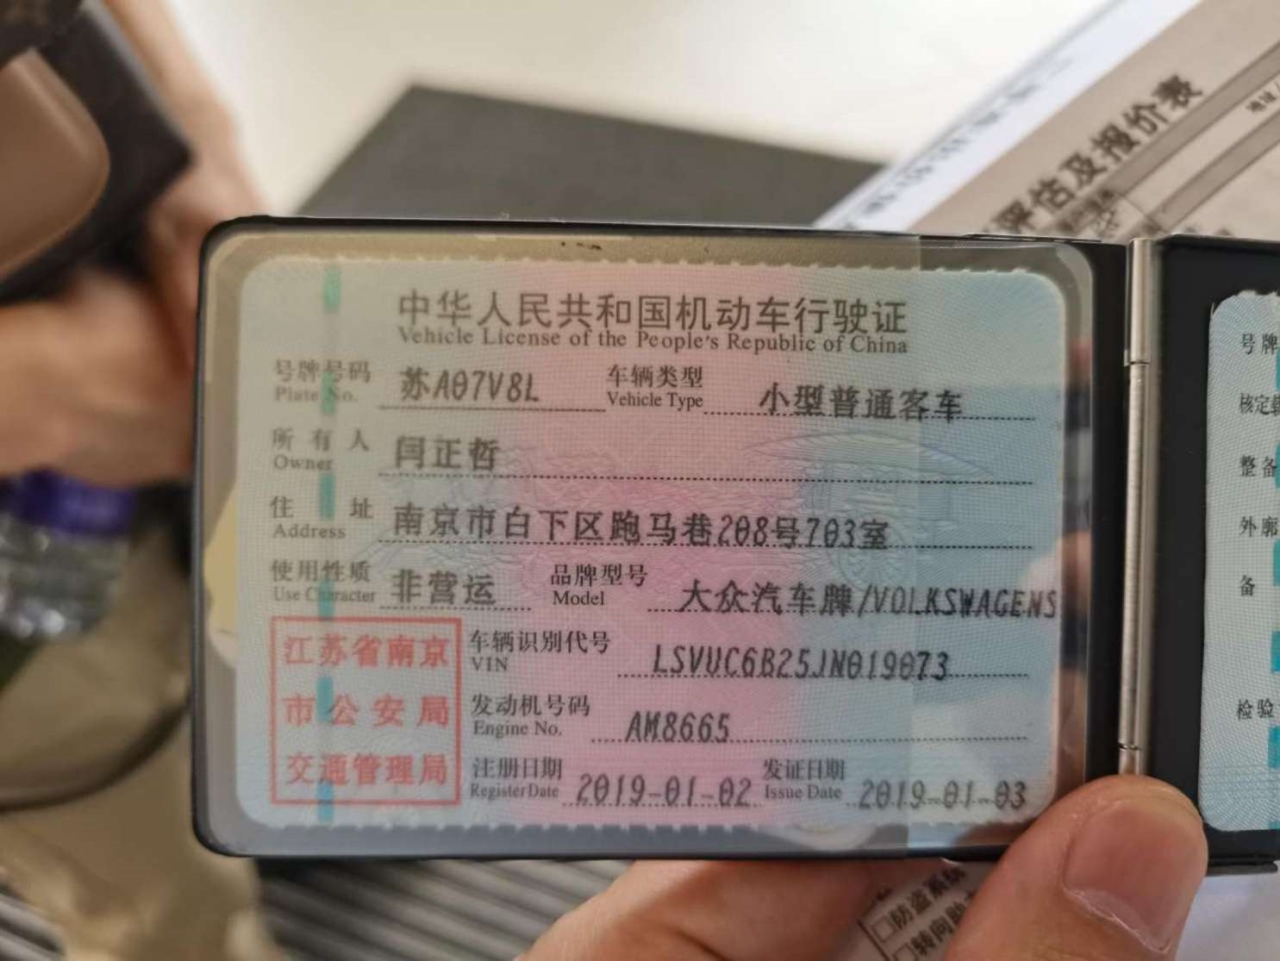 评估及报价表
中华人民共和国机动车行驶证
Vehicle License of the People's Republic of China
号牌号码 苏A07V8L 车辆类型 小型普通客车
Plate No. Vehicle Type
所有人 闫正哲
Owner
住址 南京市白下区跑马巷208号703室
Address
使用性质 非营运 品牌型号 大众汽车牌/VOLKSWAGENS
Use Character Model
江苏省南京
市公安局
交通管理局
车辆识别代号 LSVUC6B25JN019073
VIN
发动机号码 AM8665
Engine No.
注册日期 2019-01-02 发证日期 2019-01-03
Register Date Issue Date
号牌
核定
整备
外廓
备
检验
防盗系统
转向助